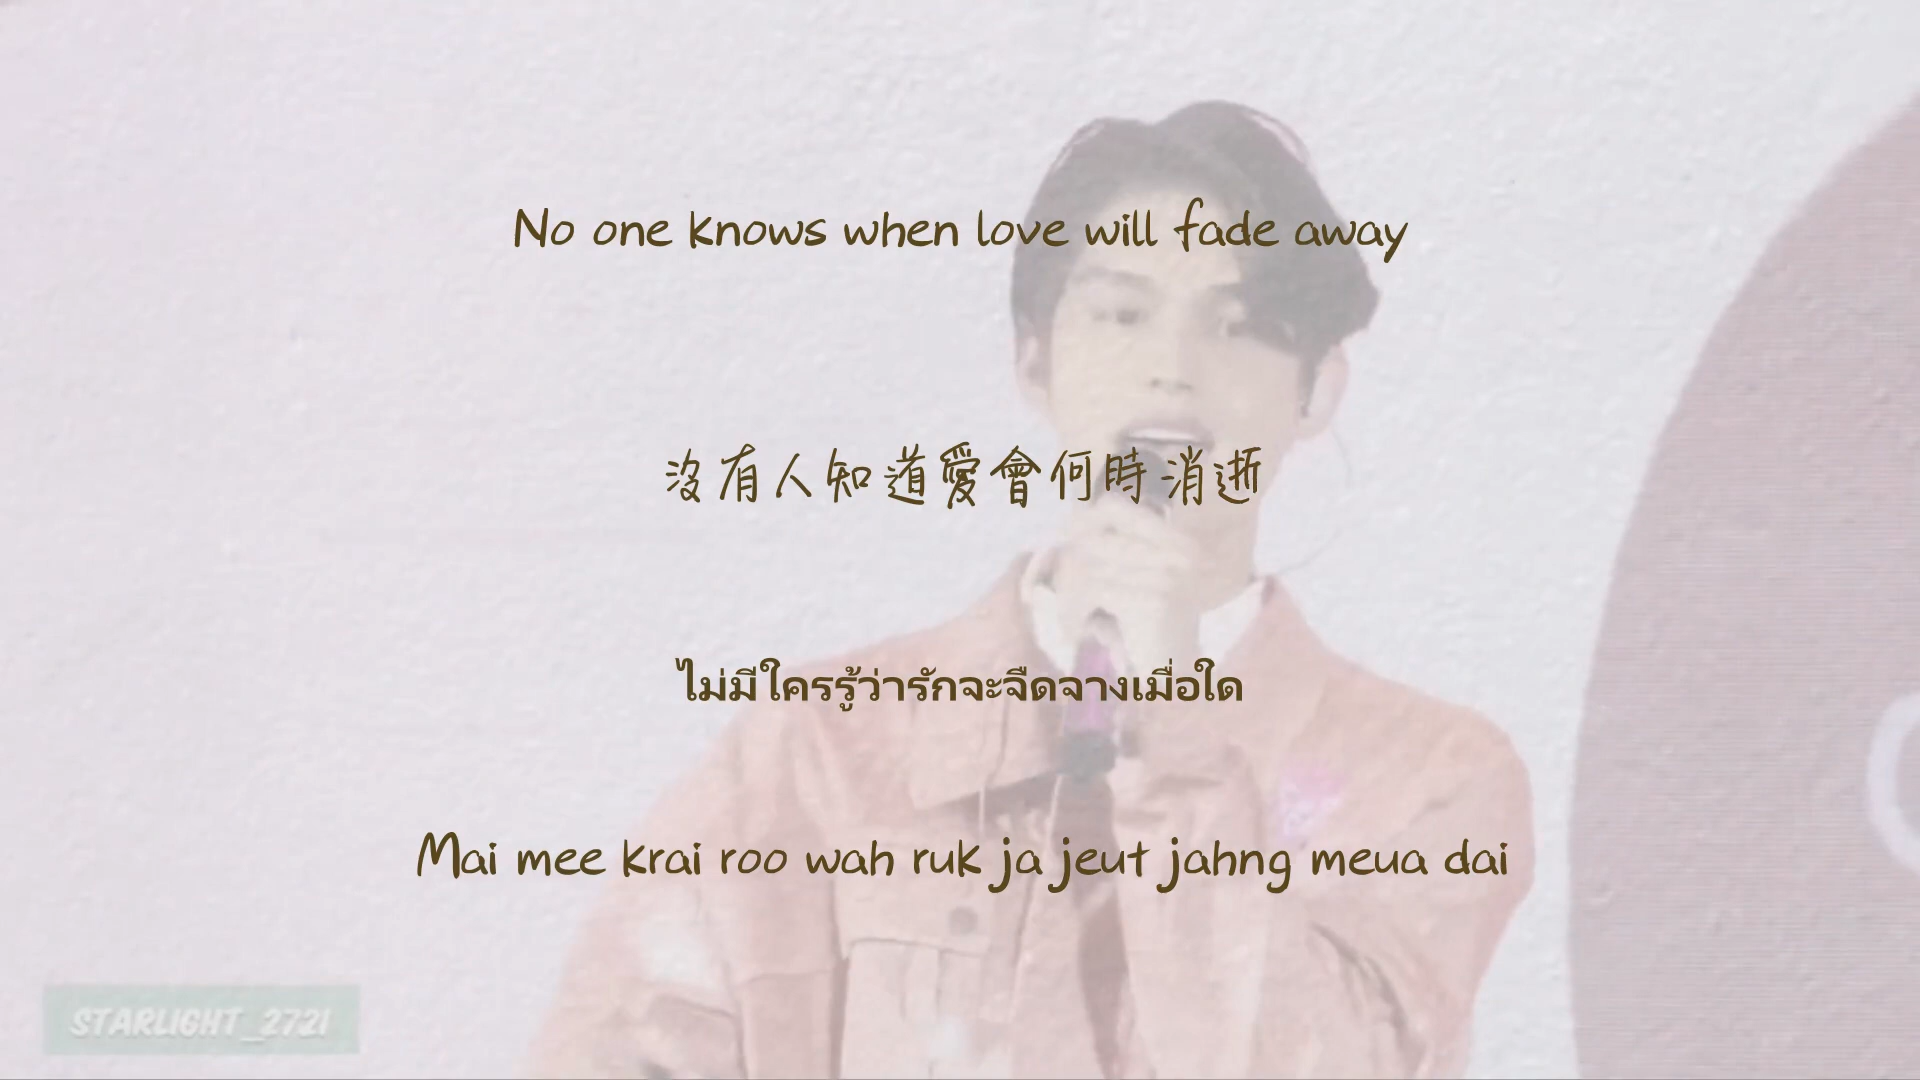 No one knows when love will fade away
沒有人知道愛會何時消逝
ไม่มีใครรู้ว่ารักจะจืดจางเมื่อใด
Mai mee krai roo wah ruk ja jeut jahng meua dai
STARLIGHT_2721